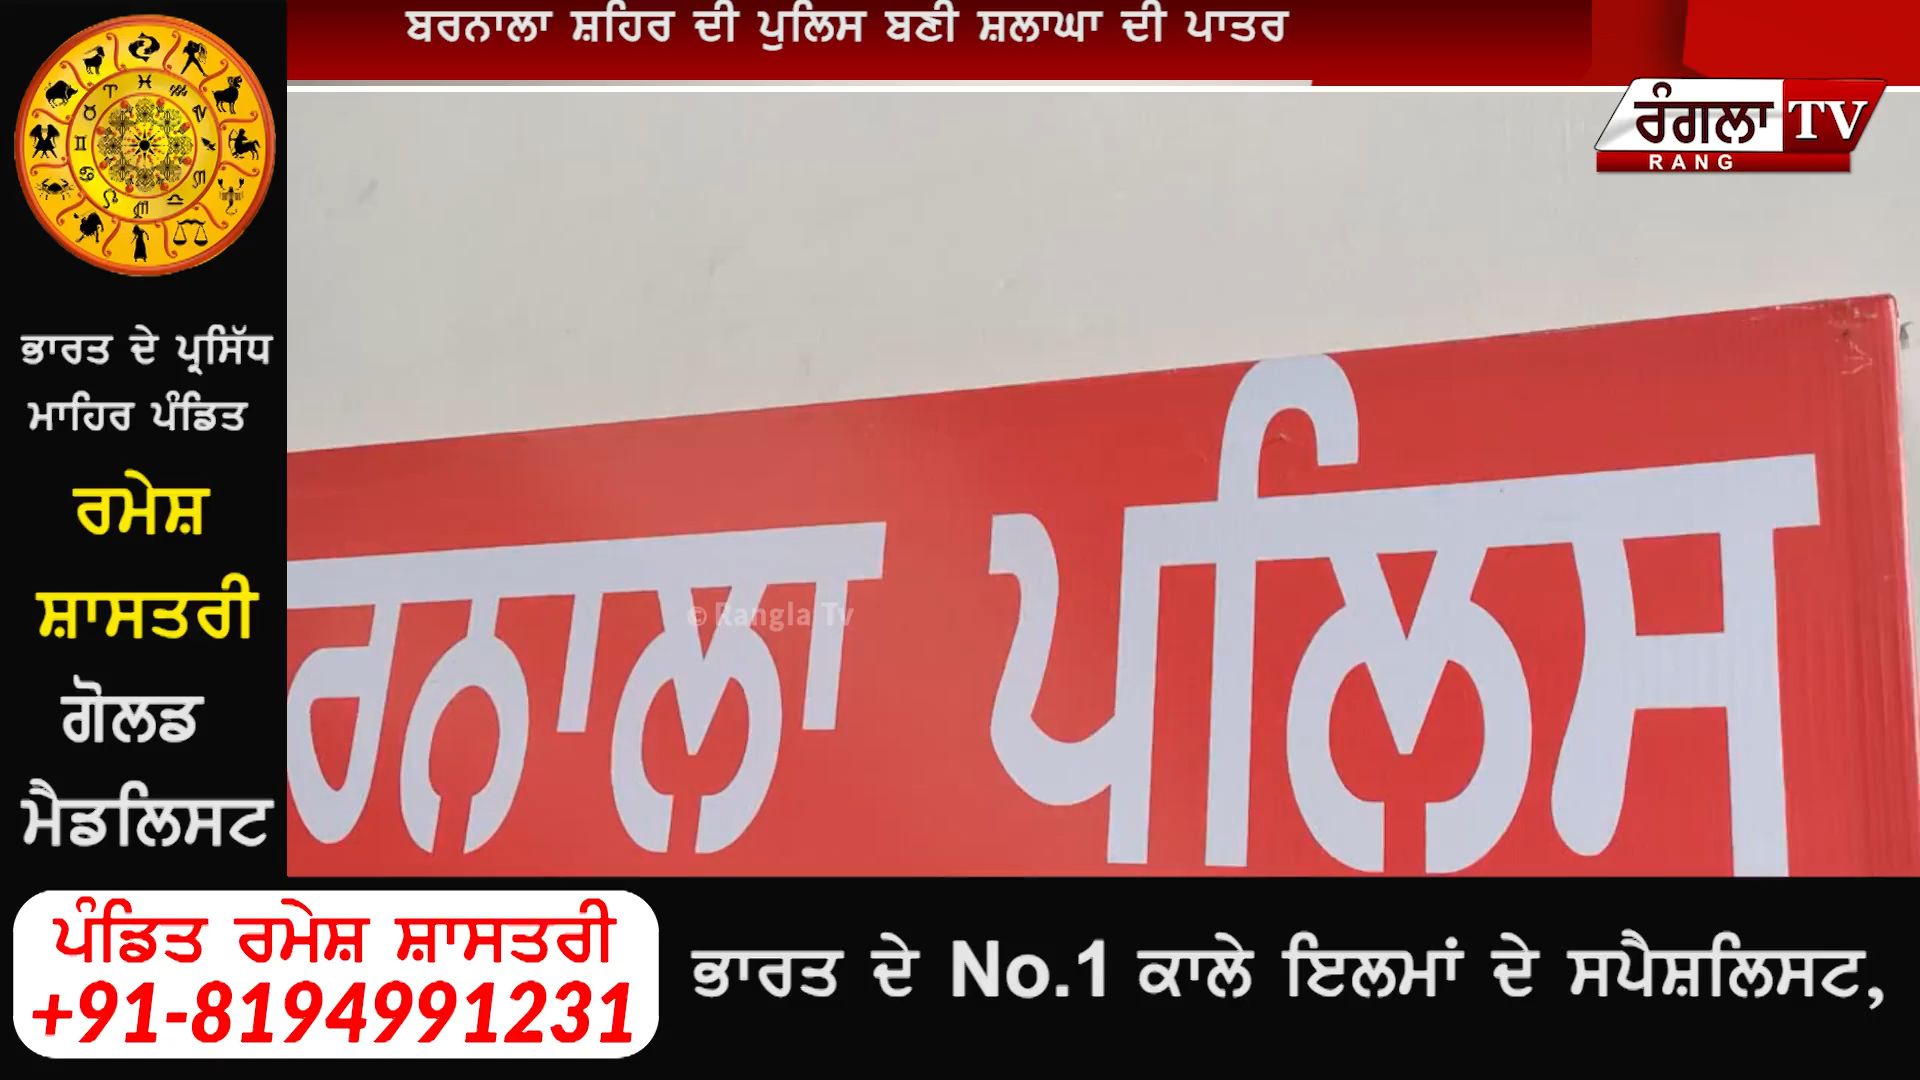 ਬਰਨਾਲਾ ਸ਼ਹਿਰ ਦੀ ਪੁਲਿਸ ਬਣੀ ਸ਼ਲਾਘਾ ਦੀ ਪਾਤਰ
ਰੰਗਲਾ TV
RANG
ਭਾਰਤ ਦੇ ਪ੍ਰਸਿੱਧ
ਮਾਹਿਰ ਪੰਡਿਤ
ਰਮੇਸ਼
ਸ਼ਾਸਤਰੀ
ਗੋਲਡ
ਮੈਡਲਿਸਟ
ਰਨਾਲਾ ਪਲਿਸ
© Rangla Tv
ਪੰਡਿਤ ਰਮੇਸ਼ ਸ਼ਾਸਤਰੀ
+91-8194991231
ਭਾਰਤ ਦੇ No.1 ਕਾਲੇ ਇਲਮਾਂ ਦੇ ਸਪੈਸ਼ਲਿਸਟ,